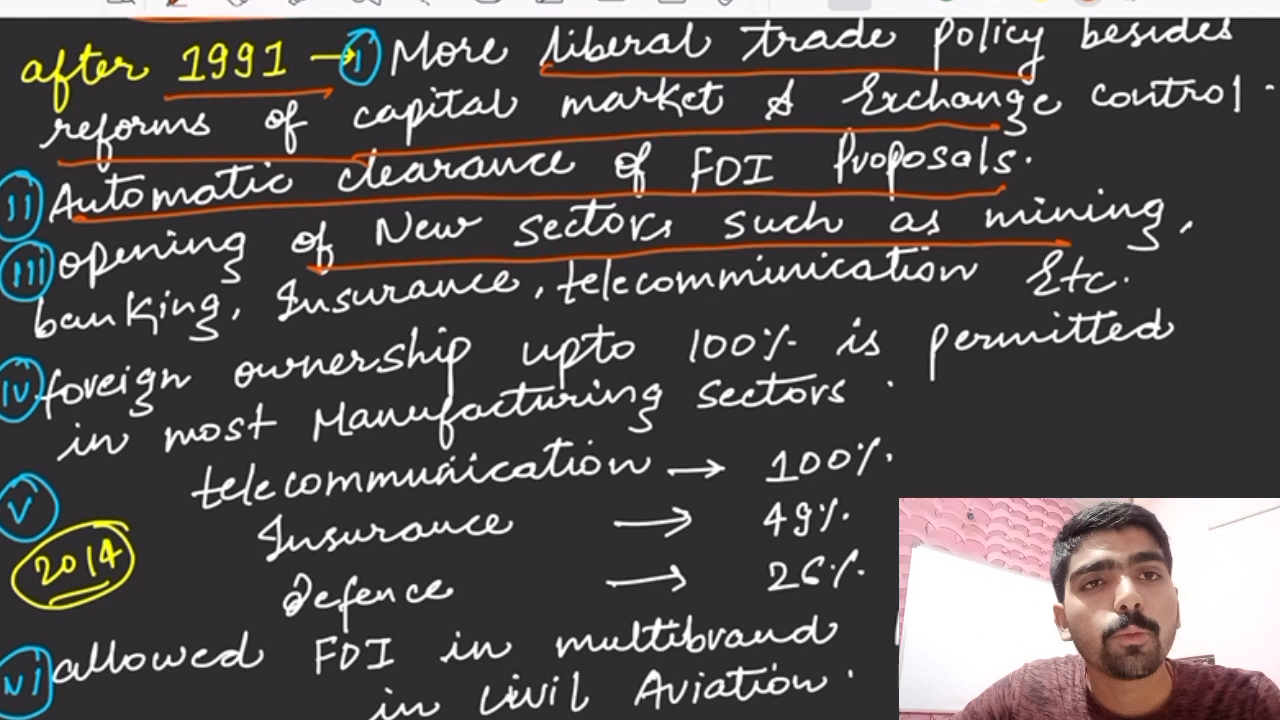 after 1991 → i) More liberal trade policy besides
reforms of capital market & Exchange control.
ii) Automatic clearance of FDI Proposals.
iii) opening of New sectors such as mining,
banking, Insurance, telecommunication Etc.
iv) foreign ownership upto 100% is permitted
in most Manufacturing sectors.
v) telecommunication → 100%.
Insurance → 49%.
2014
Defence → 26%.
vi) allowed FDI in multibrand
in Civil Aviation.